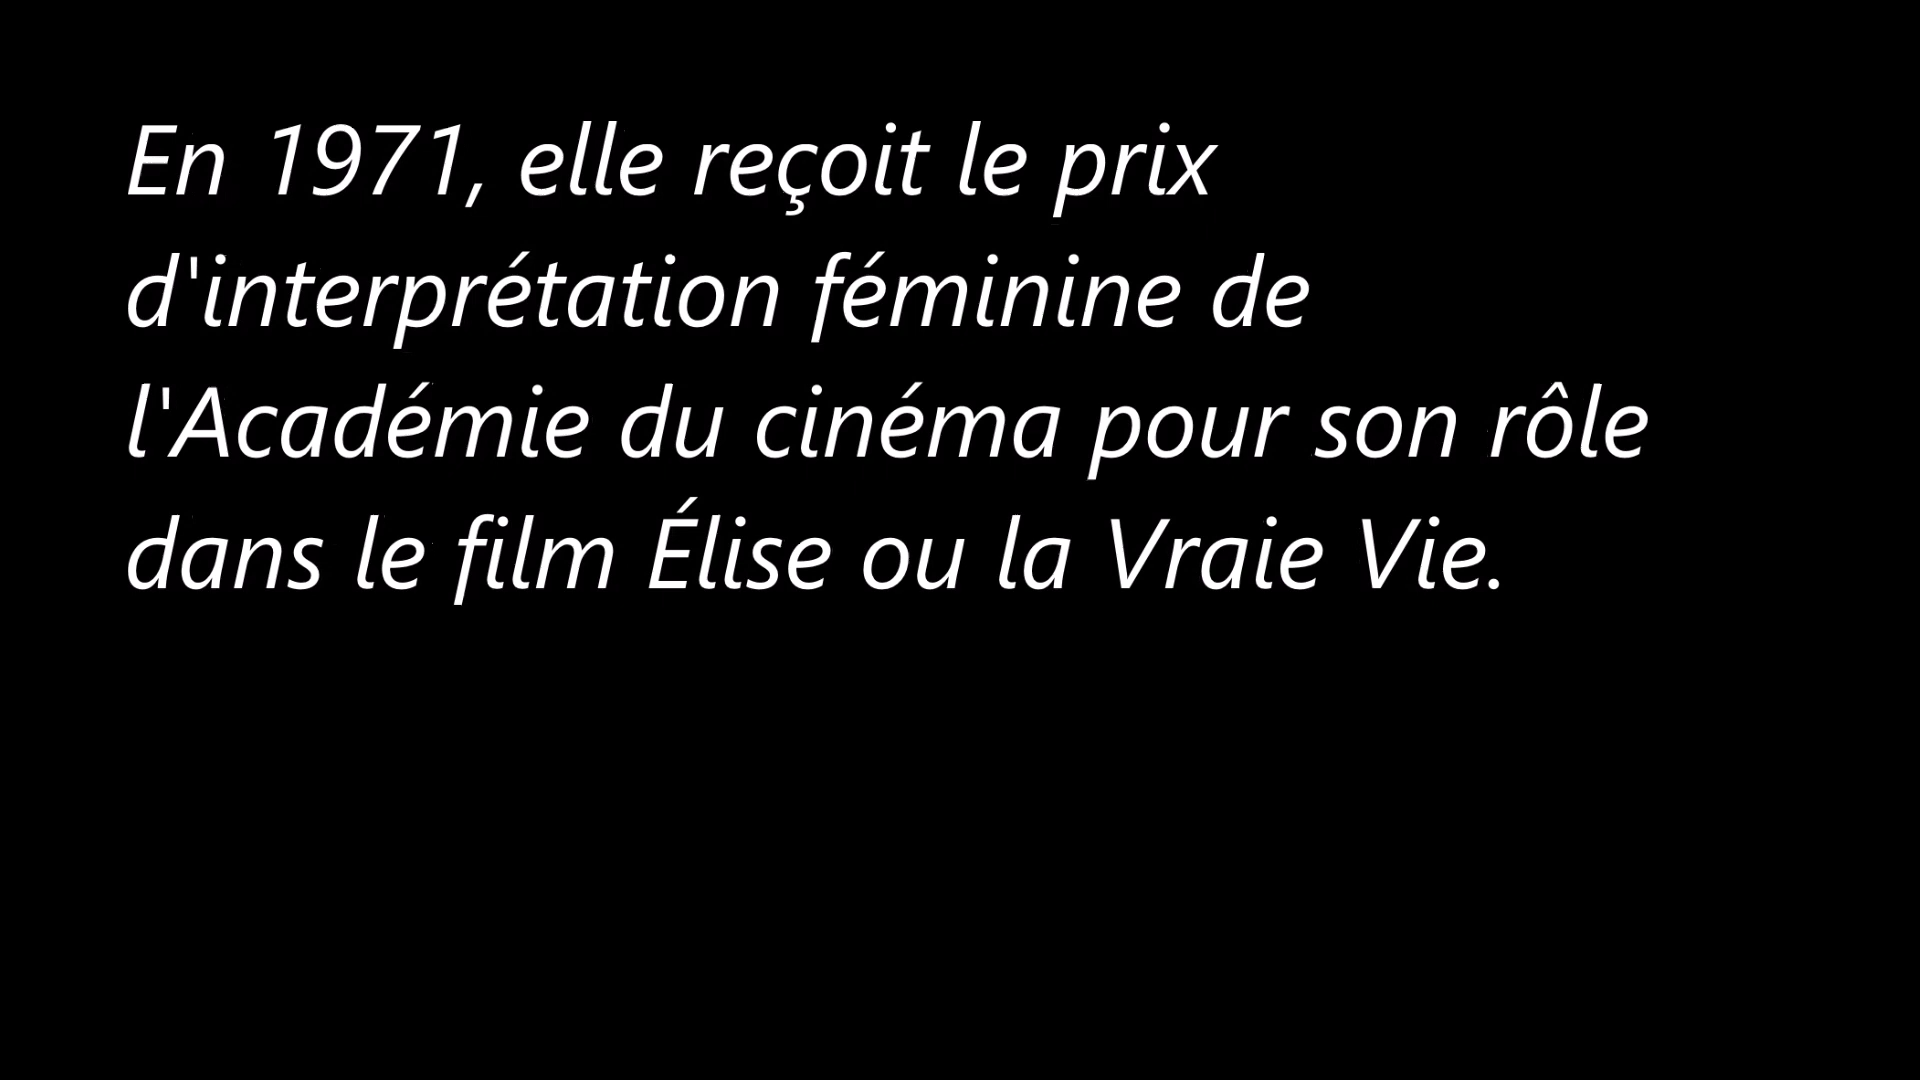 En 1971, elle reçoit le prix
d'interprétation féminine de
l'Académie du cinéma pour son rôle
dans le film Élise ou la Vraie Vie.